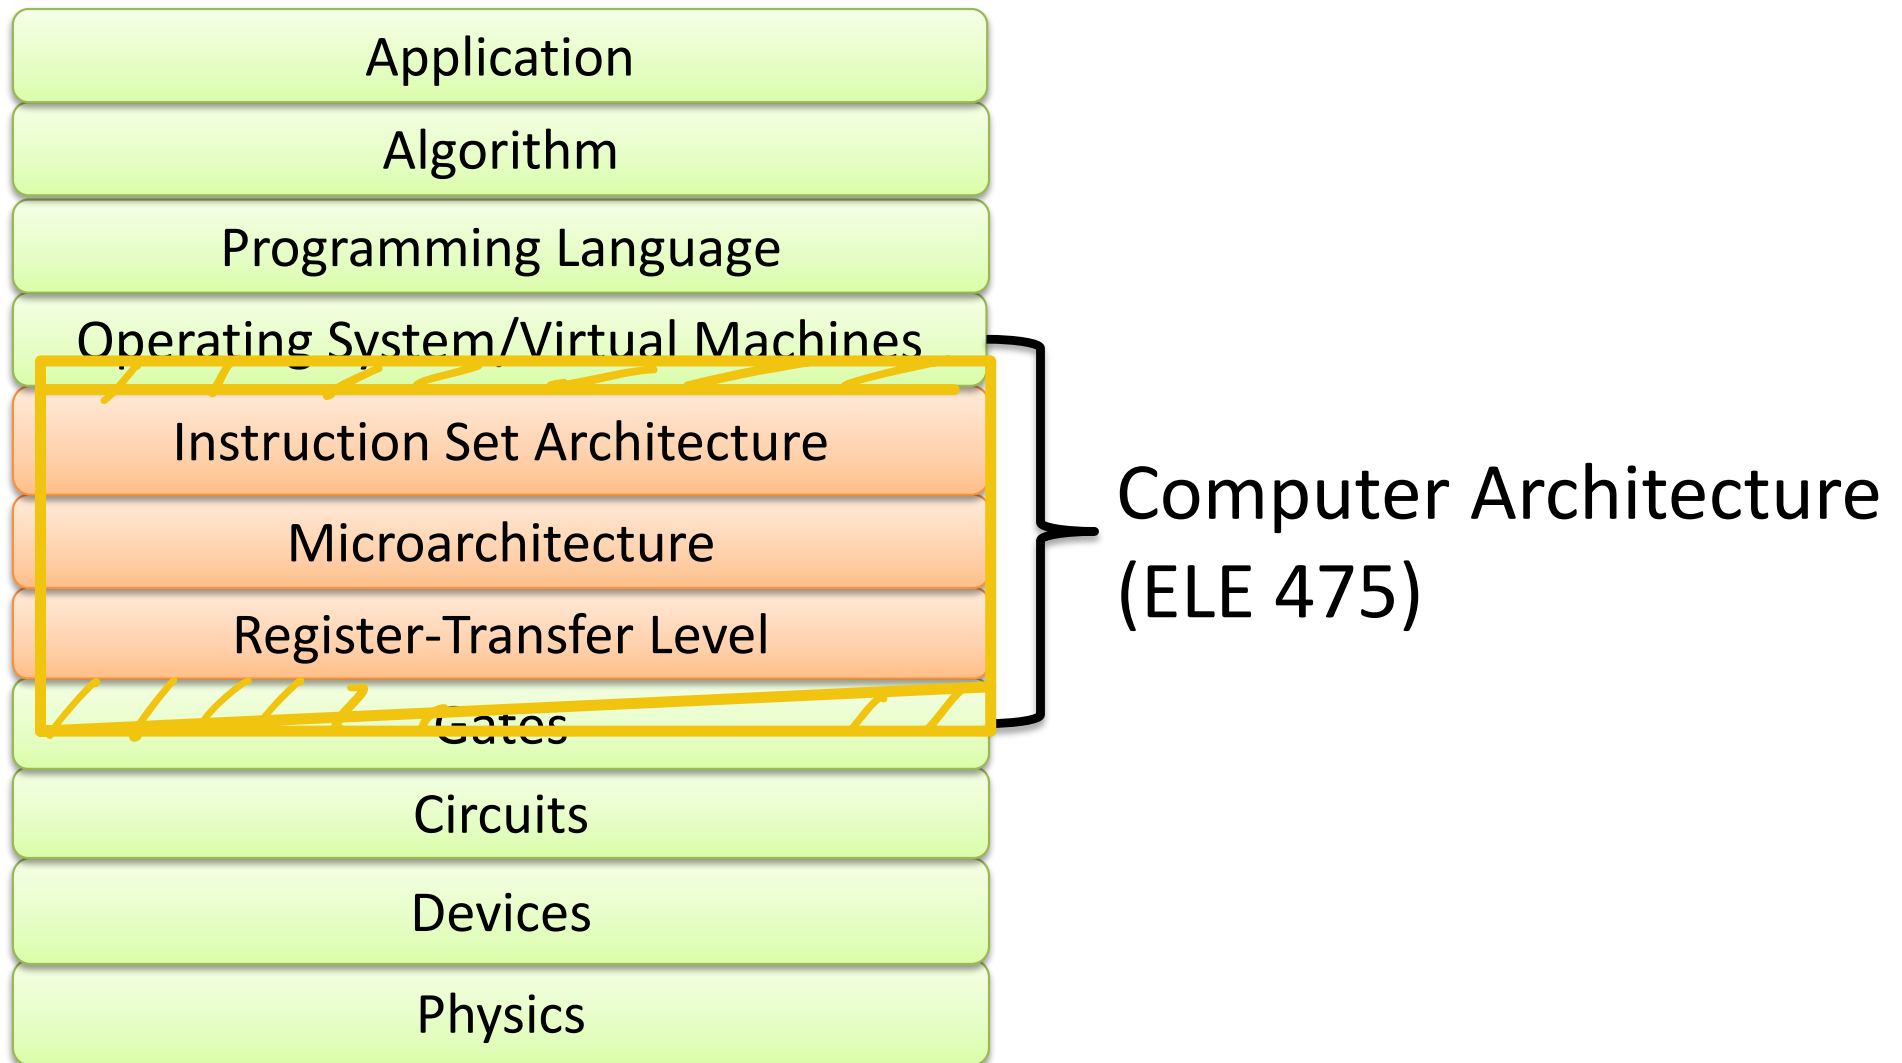 Application
Algorithm
Programming Language
Operating System/Virtual Machines
Instruction Set Architecture
Microarchitecture
Register-Transfer Level
Gates
Circuits
Devices
Physics
Computer Architecture
(ELE 475)